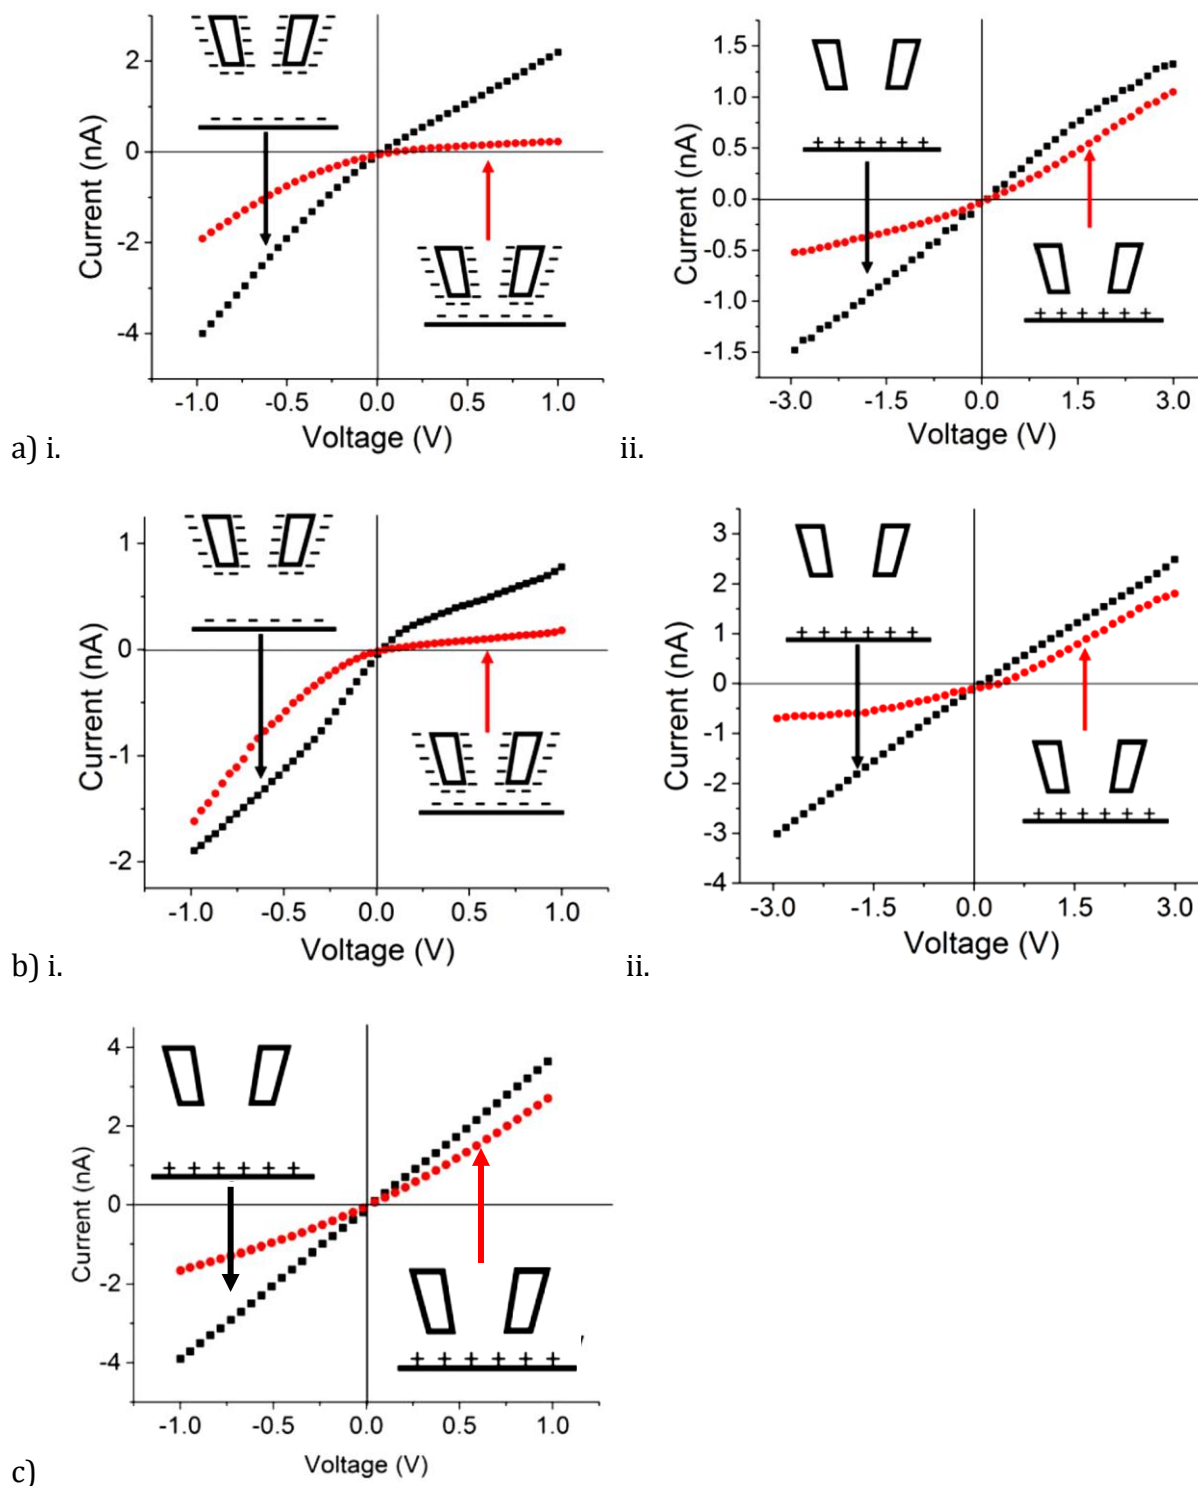 2
0
-2
-4
Current (nA)
-1.0 -0.5 0.0 0.5 1.0
Voltage (V)
a) i.
1.5
1.0
0.5
0.0
-0.5
-1.0
-1.5
Current (nA)
-3.0 -1.5 0.0 1.5 3.0
Voltage (V)
ii.
1
0
-1
-2
Current (nA)
-1.0 -0.5 0.0 0.5 1.0
Voltage (V)
b) i.
3
2
1
0
-1
-2
-3
-4
Current (nA)
-3.0 -1.5 0.0 1.5 3.0
Voltage (V)
ii.
4
2
0
-2
-4
Current (nA)
-1.0 -0.5 0.0 0.5 1.0
Voltage (V)
c)